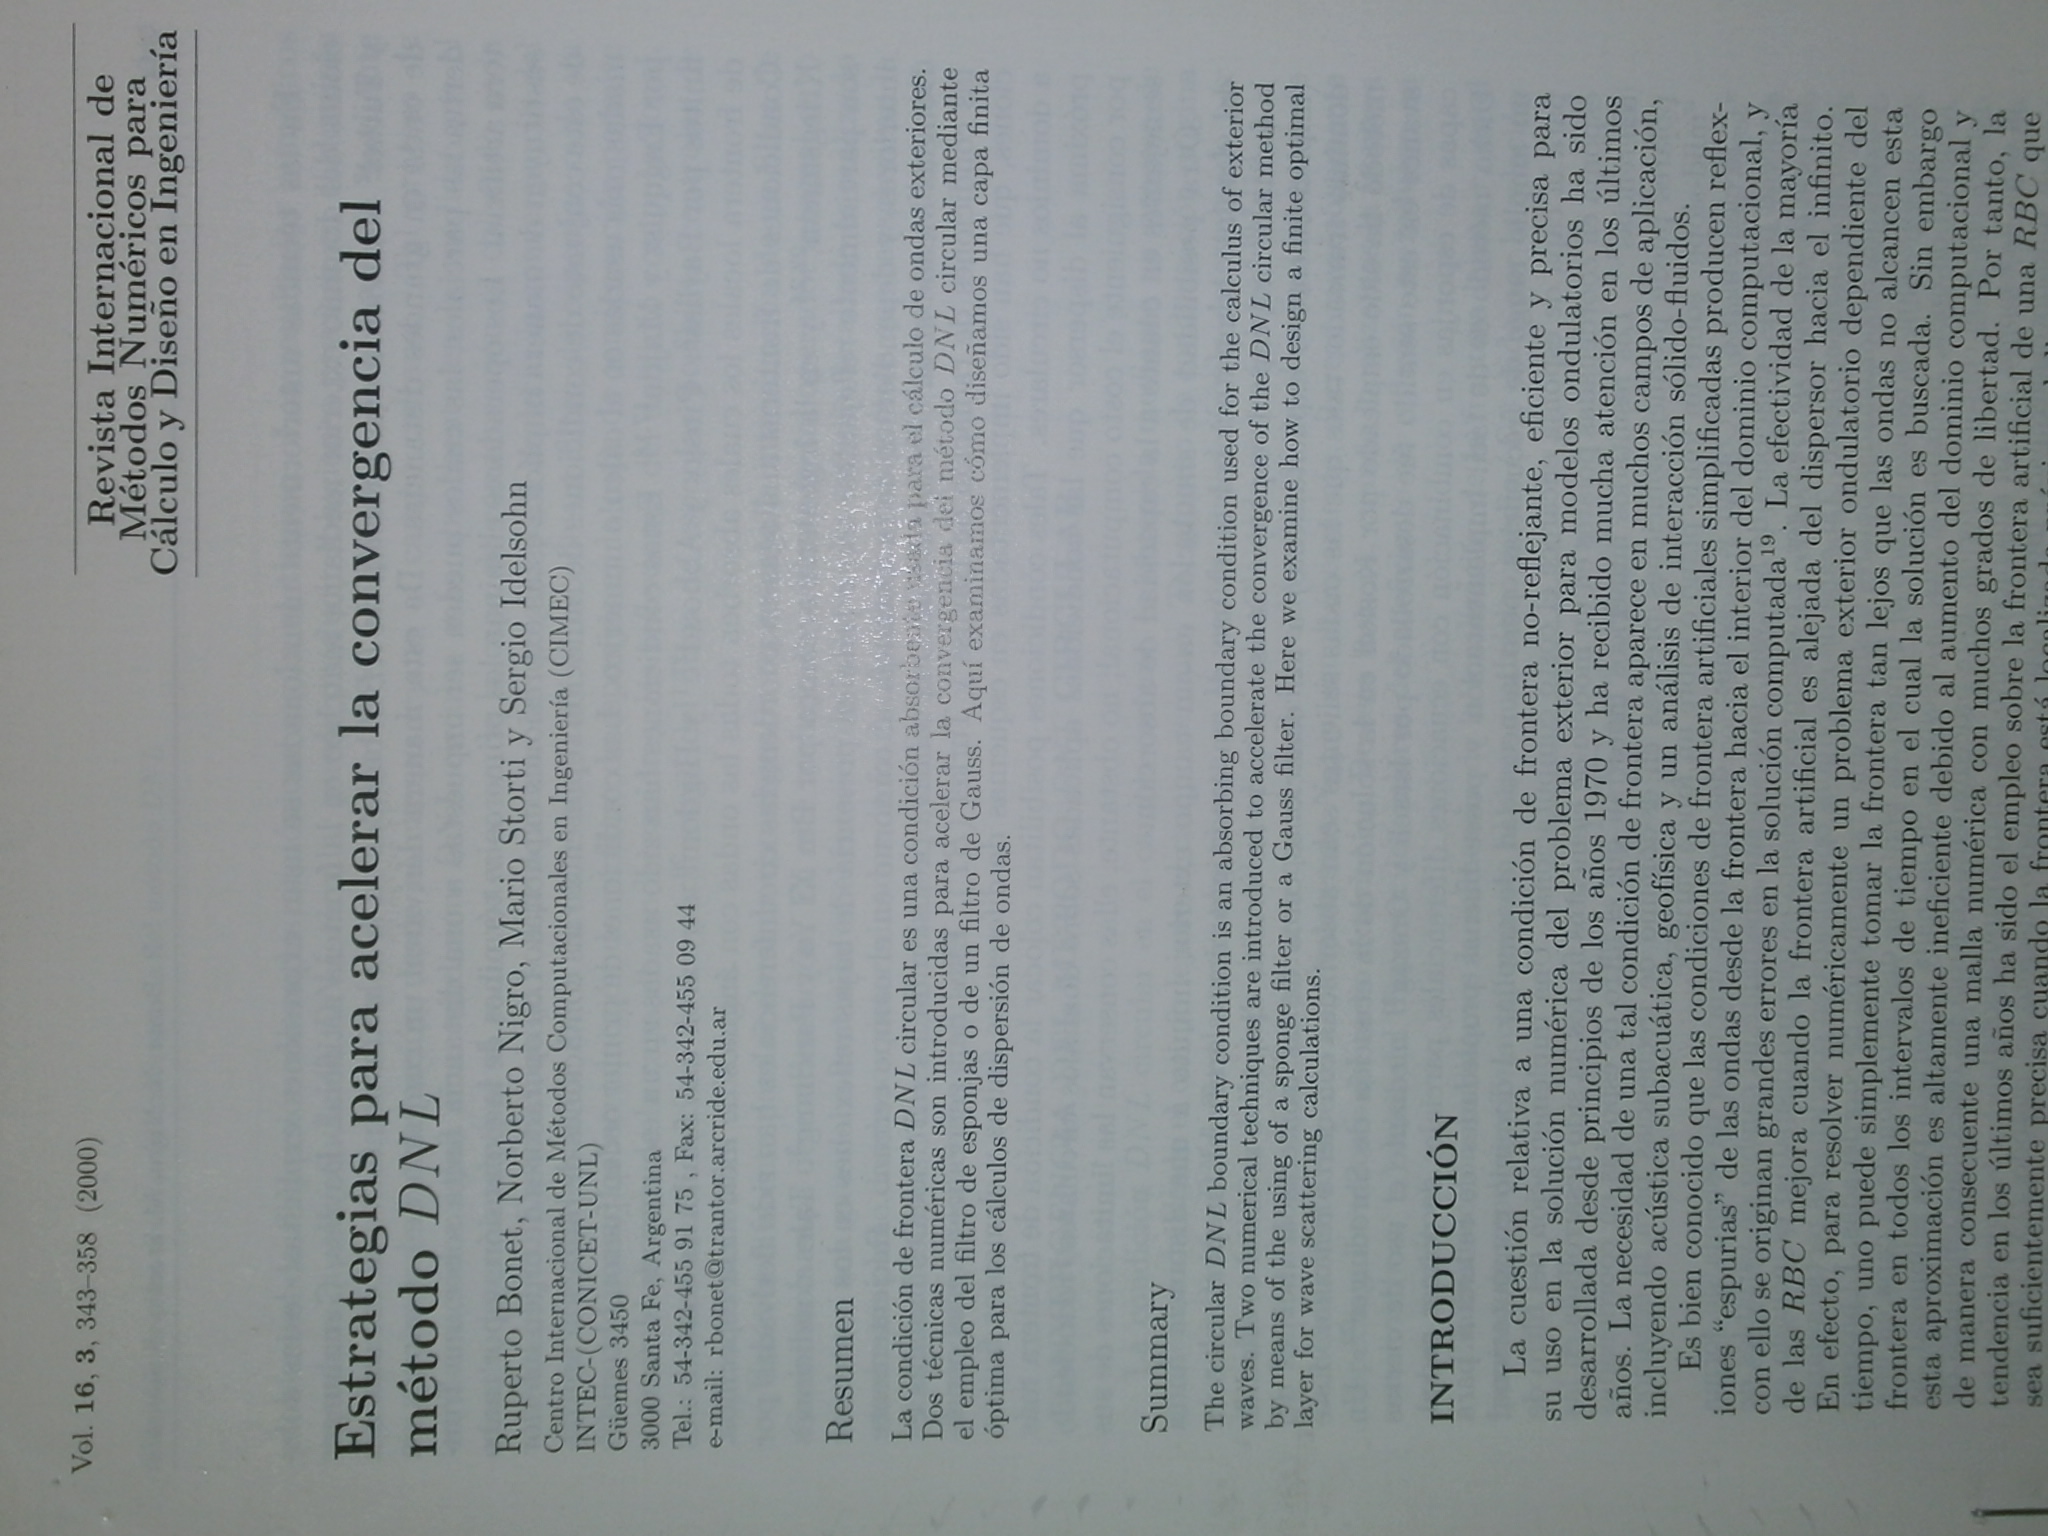 Vol. 16, 3, 343–358 (2000)
Revista Internacional de
Métodos Numéricos para
Cálculo y Diseño en Ingeniería
Estrategias para acelerar la convergencia del
método DNL
Ruperto Bonet, Norberto Nigro, Mario Storti y Sergio Idelsohn
Centro Internacional de Métodos Computacionales en Ingeniería (CIMEC)
INTEC-(CONICET-UNL)
Güemes 3450
3000 Santa Fe, Argentina
Tel.: 54-342-455 91 75 , Fax: 54-342-455 09 44
e-mail: rbonet@trantor.arcride.edu.ar
Resumen
La condición de frontera DNL circular es una condición absorbente usada para el cálculo de ondas exteriores.
Dos técnicas numéricas son introducidas para acelerar la convergencia del método DNL circular mediante
el empleo del filtro de esponjas o de un filtro de Gauss. Aquí examinamos cómo diseñamos una capa finita
óptima para los cálculos de dispersión de ondas.
Summary
The circular DNL boundary condition is an absorbing boundary condition used for the calculus of exterior
waves. Two numerical techniques are introduced to accelerate the convergence of the DNL circular method
by means of the using of a sponge filter or a Gauss filter. Here we examine how to design a finite optimal
layer for wave scattering calculations.
INTRODUCCIÓN
La cuestión relativa a una condición de frontera no-reflejante, eficiente y precisa para
su uso en la solución numérica del problema exterior para modelos ondulatorios ha sido
desarrollada desde principios de los años 1970 y ha recibido mucha atención en los últimos
años. La necesidad de una tal condición de frontera aparece en muchos campos de aplicación,
incluyendo acústica subacuática, geofísica y un análisis de interacción sólido-fluidos.
Es bien conocido que las condiciones de frontera artificiales simplificadas producen reflex-
iones “espurias” de las ondas desde la frontera hacia el interior del dominio computacional, y
con ello se originan grandes errores en la solución computada19. La efectividad de la mayoría
de las RBC mejora cuando la frontera artificial es alejada del dispersor hacia el infinito.
En efecto, para resolver numéricamente un problema exterior ondulatorio dependiente del
tiempo, uno puede simplemente tomar la frontera tan lejos que las ondas no alcancen esta
frontera en todos los intervalos de tiempo en el cual la solución es buscada. Sin embargo
esta aproximación es altamente ineficiente debido al aumento del dominio computacional y
de manera consecuente una malla numérica con muchos grados de libertad. Por tanto, la
tendencia en los últimos años ha sido el empleo sobre la frontera artificial de una RBC que
sea suficientemente precisa cuando la frontera está